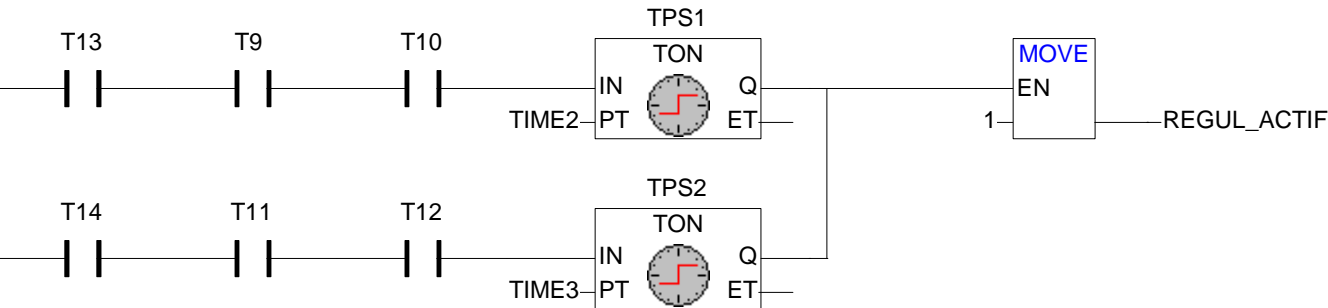 TPS1
T13 T9 T10 TON MOVE
IN Q EN
TIME2 PT ET 1 REGUL_ACTIF
TPS2
T14 T11 T12 TON
IN Q
TIME3 PT ET